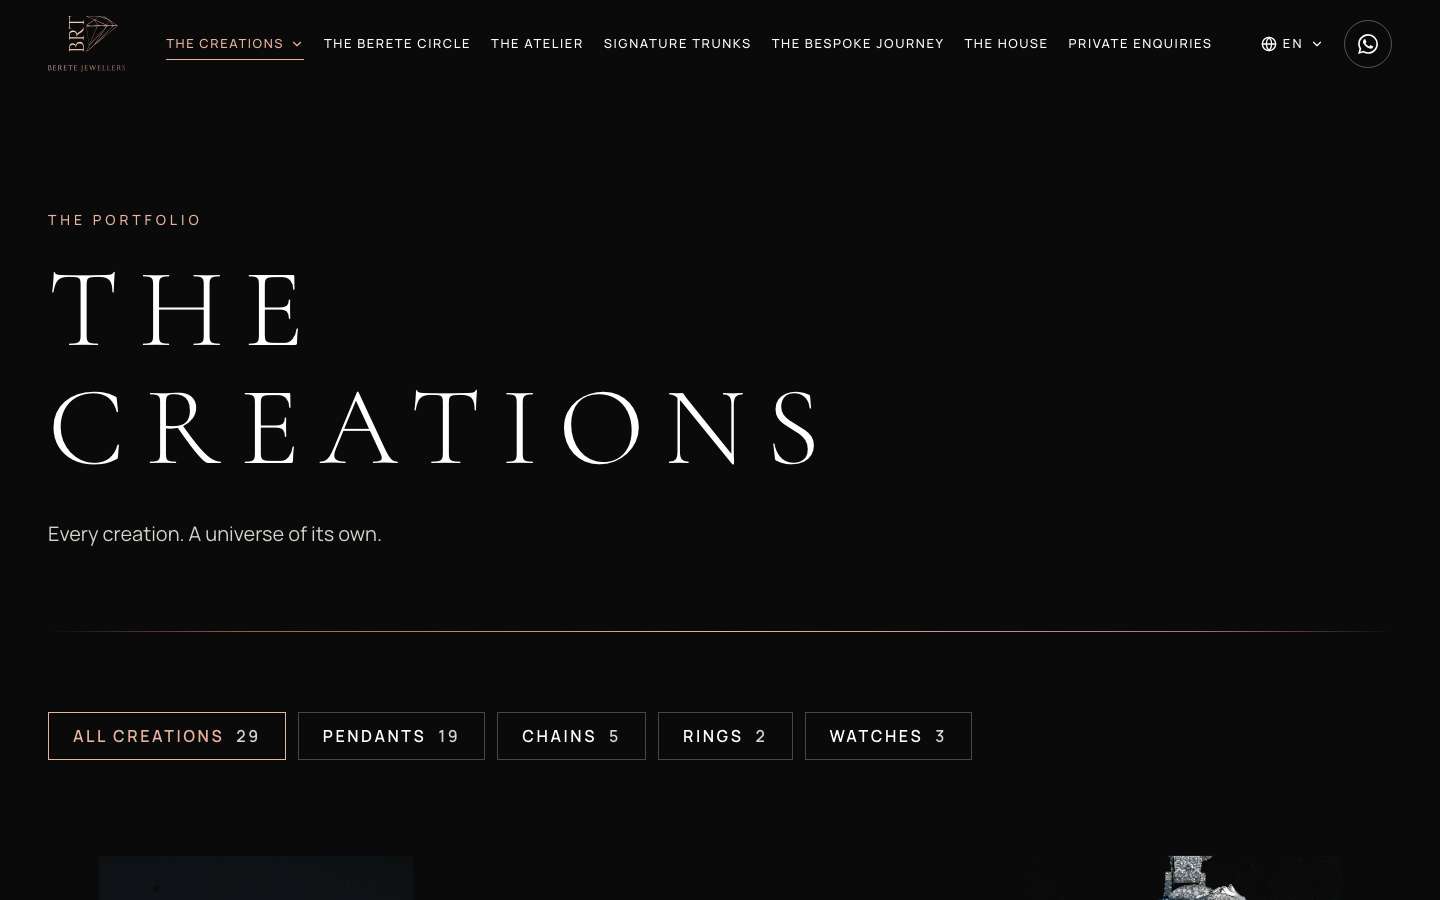 BRT
BERETE JEWELLERS
THE CREATIONS
THE BERETE CIRCLE
THE ATELIER
SIGNATURE TRUNKS
THE BESPOKE JOURNEY
THE HOUSE
PRIVATE ENQUIRIES
EN
THE PORTFOLIO
THE
CREATIONS
Every creation. A universe of its own.
ALL CREATIONS 29
PENDANTS 19
CHAINS 5
RINGS 2
WATCHES 3